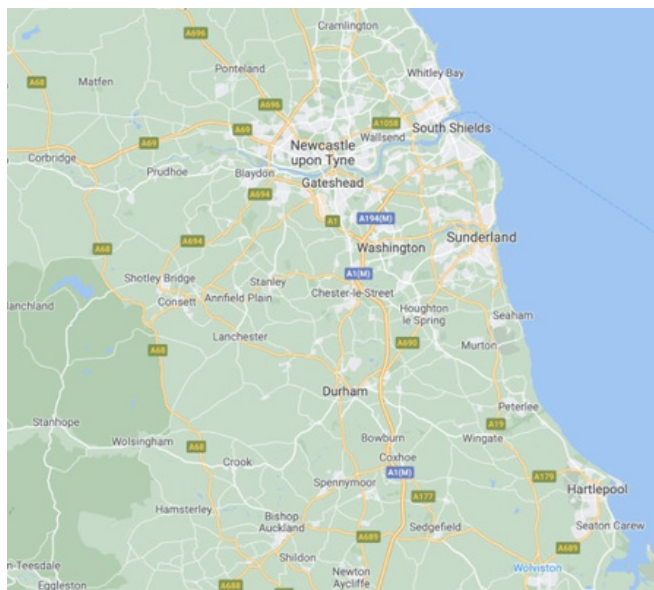 Cramlington
A696
Ponteland
Whitley Bay
A68
Matfen
A696
A1058
A69
A69
Wallsend
South Shields
Newcastle
upon Tyne
Corbridge
Prudhoe
Blaydon
Gateshead
A694
A1
A194(M)
A694
A68
Washington
Sunderland
Shotley Bridge
Stanley
A1(M)
Consett
Annfield Plain
Chester-le-Street
lanchland
Houghton
le Spring
Seaham
Lanchester
A690
Murton
A68
Durham
Peterlee
Stanhope
A19
Wolsingham
A68
Bowburn
Wingate
Crook
Coxhoe
A1(M)
A179
Spennymoor
Hartlepool
A177
Hamsterley
Bishop
Auckland
Sedgefield
Seaton Carew
A689
A689
Shildon
n-Teesdale
Wolviston
Newton
Aycliffe
A688
Eggleston